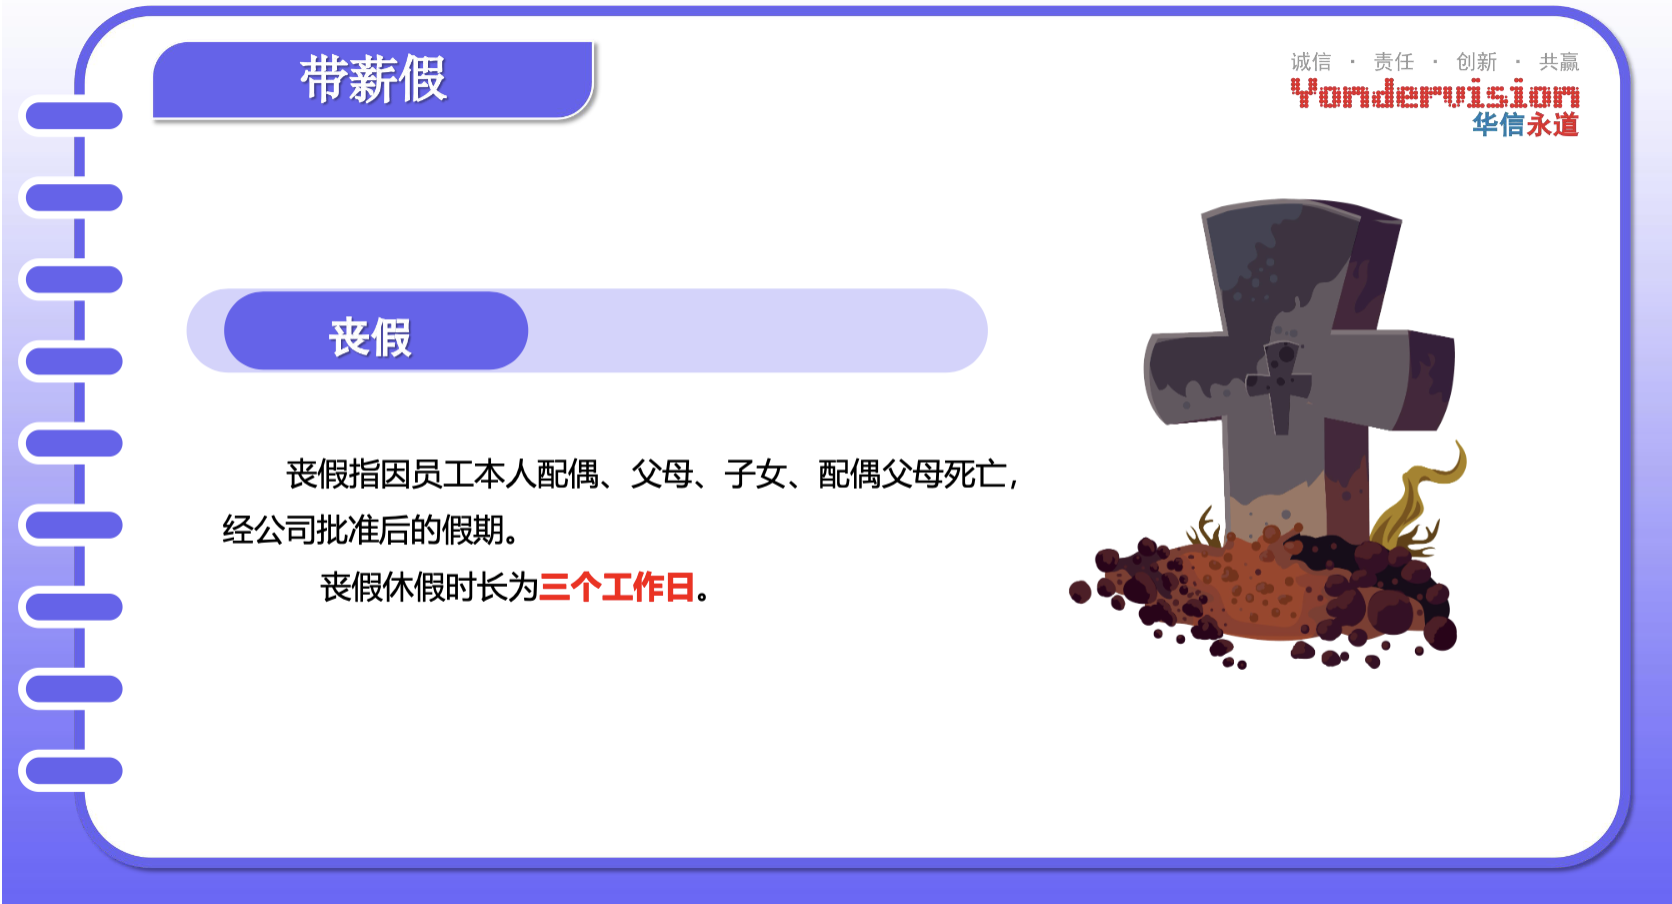 带薪假
诚信 · 责任 · 创新 · 共赢
Yondervision
华信永道
丧假
丧假指因员工本人配偶、父母、子女、配偶父母死亡，
经公司批准后的假期。
丧假休假时长为三个工作日。